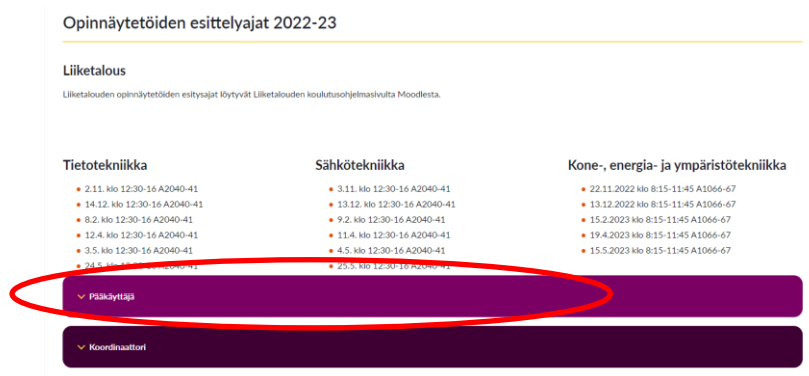 Opinnäytetöiden esittelyajat 2022-23
Liiketalous
Liiketalouden opinnäytetöiden esitysajat löytyvät Liiketalouden koulutusohjelmasivulta Moodlesta.
Tietotekniikka
2.11. klo 12:30-16 A2040-41
14.12. klo 12:30-16 A2040-41
8.2. klo 12:30-16 A2040-41
12.4. klo 12:30-16 A2040-41
3.5. klo 12:30-16 A2040-41
24.5. klo A2040-41
Sähkötekniikka
3.11. klo 12:30-16 A2040-41
13.12. klo 12:30-16 A2040-41
9.2. klo 12:30-16 A2040-41
11.4. klo 12:30-16 A2040-41
4.5. klo 12:30-16 A2040-41
25.5. klo 12:30-16 A2040-41
Kone-, energia- ja ympäristötekniikka
22.11.2022 klo 8:15-11:45 A1066-67
13.12.2022 klo 8:15-11:45 A1066-67
15.2.2023 klo 8:15-11:45 A1066-67
19.4.2023 klo 8:15-11:45 A1066-67
15.5.2023 klo 8:15-11:45 A1066-67
Pääkäyttäjä
Koordinaattori